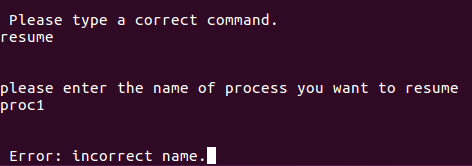 Please type a correct command.
resume
please enter the name of process you want to resume
proc1
Error: incorrect name.